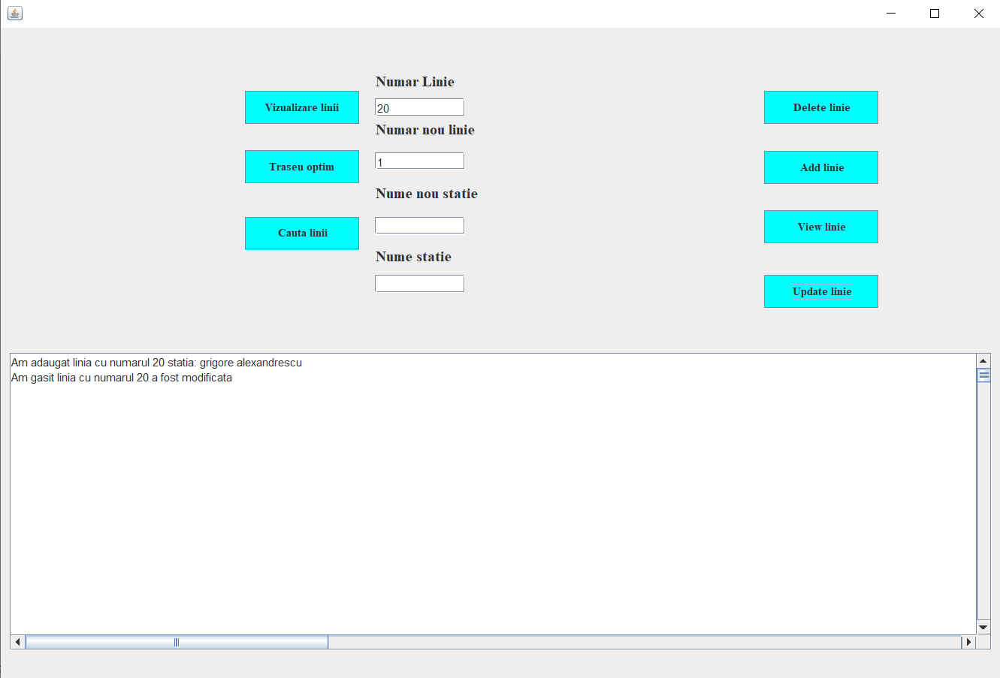 Numar Linie
Vizualizare linii
20
Delete linie
Numar nou linie
Traseu optim
1
Add linie
Nume nou statie
Cauta linii
View linie
Nume statie
Update linie
Am adaugat linia cu numarul 20 statia: grigore alexandrescu
Am gasit linia cu numarul 20 a fost modificata